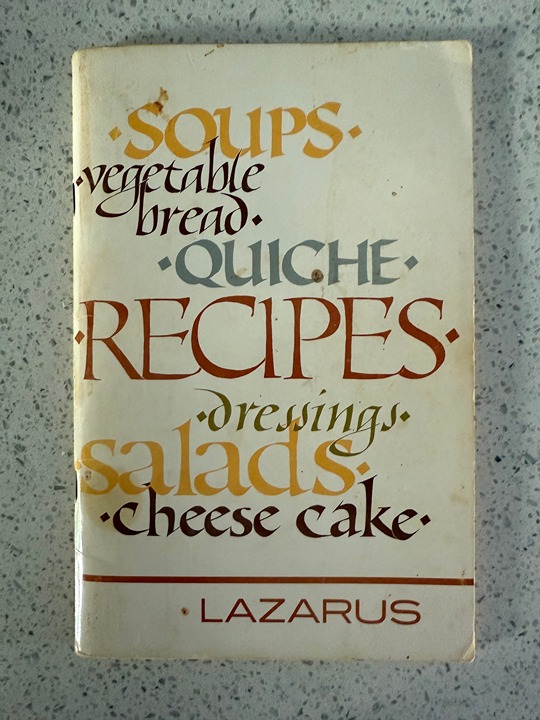 ·SOUPS·
·vegetable
bread·
·QUICHE·
·RECIPES·
·dressings·
salads·
·cheese cake·
LAZARUS